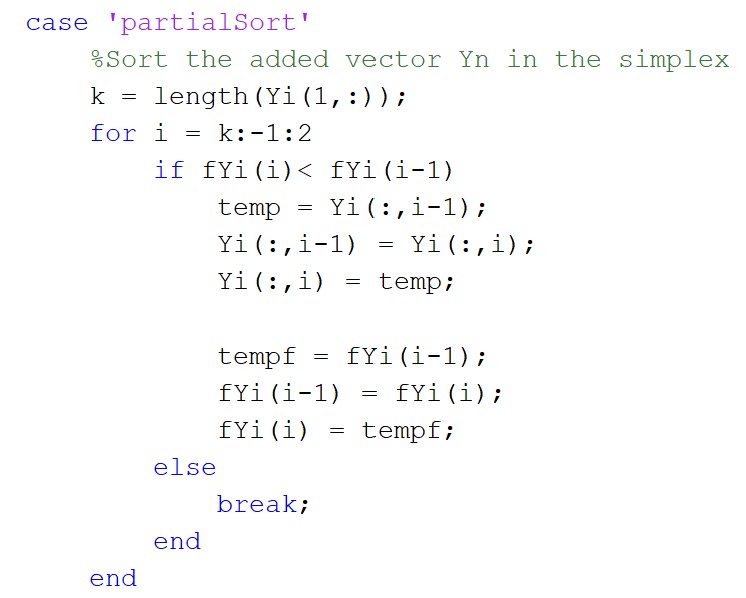 case 'partialSort'
%Sort the added vector Yn in the simplex
k = length(Yi(1,:));
for i = k:-1:2
if fYi(i)< fYi(i-1)
temp = Yi(:,i-1);
Yi(:,i-1) = Yi(:,i);
Yi(:,i) = temp;
tempf = fYi(i-1);
fYi(i-1) = fYi(i);
fYi(i) = tempf;
else
break;
end
end